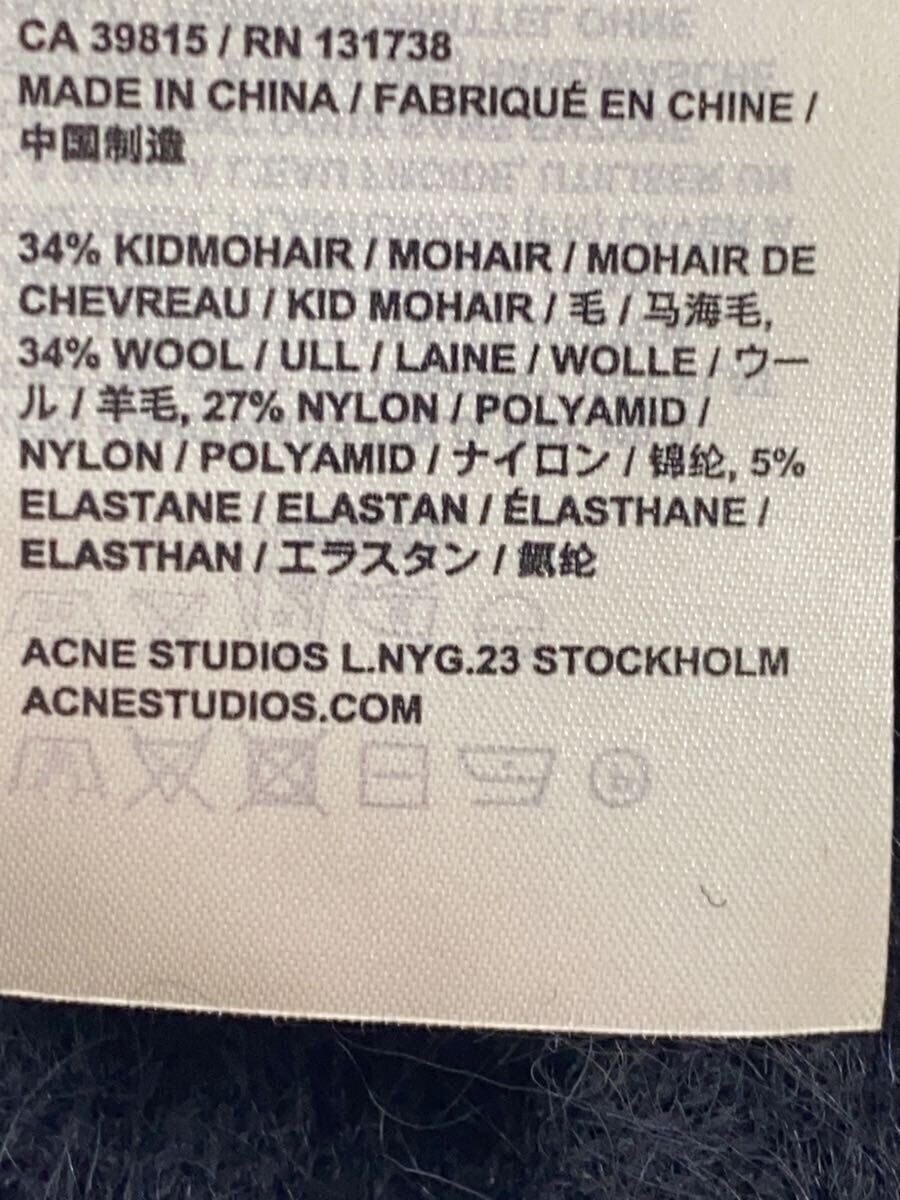 CA 39815 / RN 131738
MADE IN CHINA / FABRIQUÉ EN CHINE /
中国制造
34% KIDMOHAIR / MOHAIR / MOHAIR DE
CHEVREAU / KID MOHAIR / 毛 / 马海毛,
34% WOOL / ULL / LAINE / WOLLE / ウー
ル / 羊毛, 27% NYLON / POLYAMID /
NYLON / POLYAMID / ナイロン / 锦纶, 5%
ELASTANE / ELASTAN / ÉLASTHANE /
ELASTHAN / エラスタン / 氨纶
ACNE STUDIOS L.NYG.23 STOCKHOLM
ACNESTUDIOS.COM